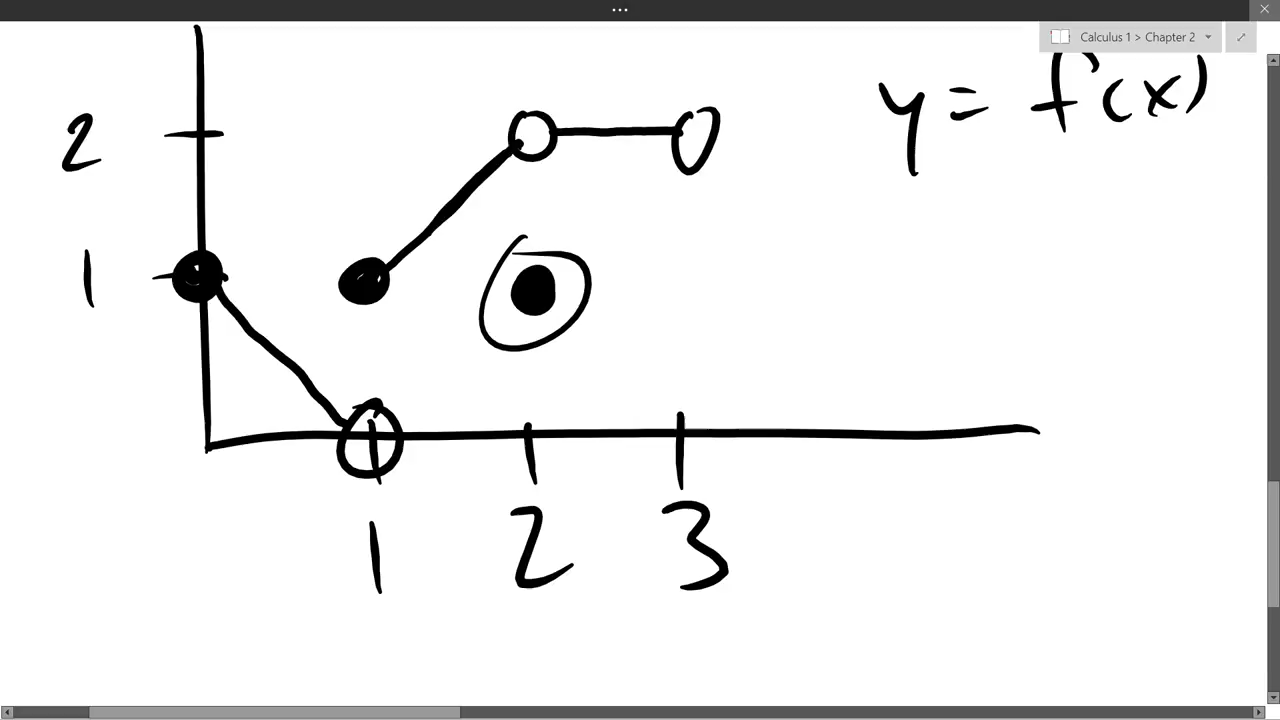 ...
Calculus 1 > Chapter 2
y = f(x)
2
1
1 2 3